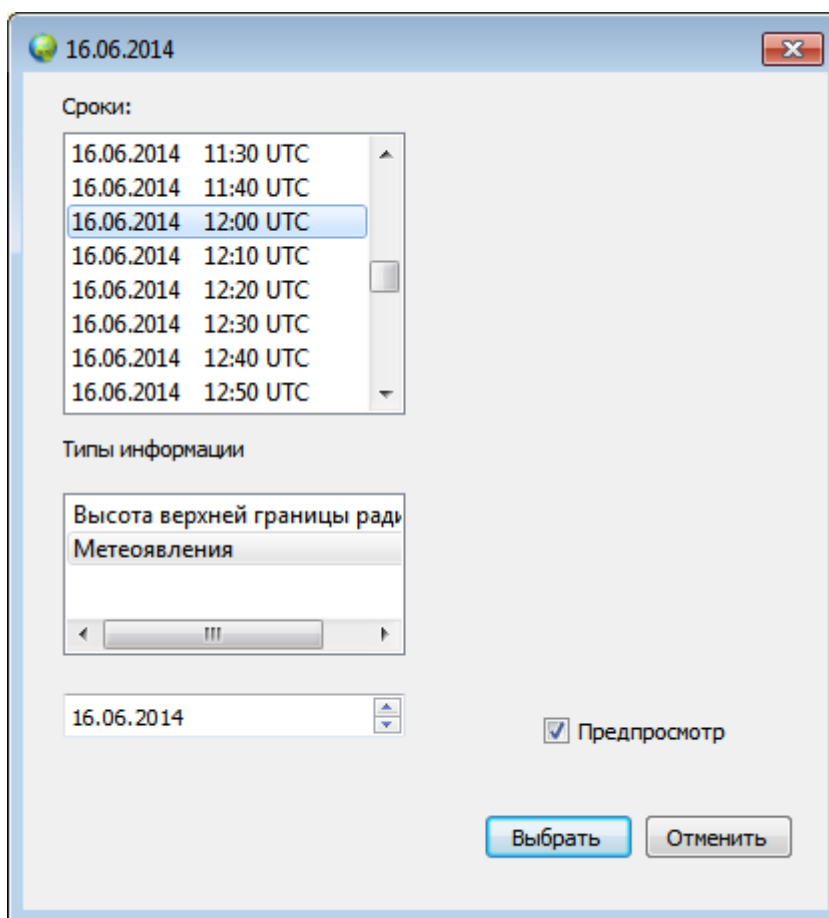 16.06.2014
Сроки:
16.06.2014 11:30 UTC
16.06.2014 11:40 UTC
16.06.2014 12:00 UTC
16.06.2014 12:10 UTC
16.06.2014 12:20 UTC
16.06.2014 12:30 UTC
16.06.2014 12:40 UTC
16.06.2014 12:50 UTC
Типы информации
Высота верхней границы ради
Метеоявления
16.06.2014
Предпросмотр
Выбрать Отменить